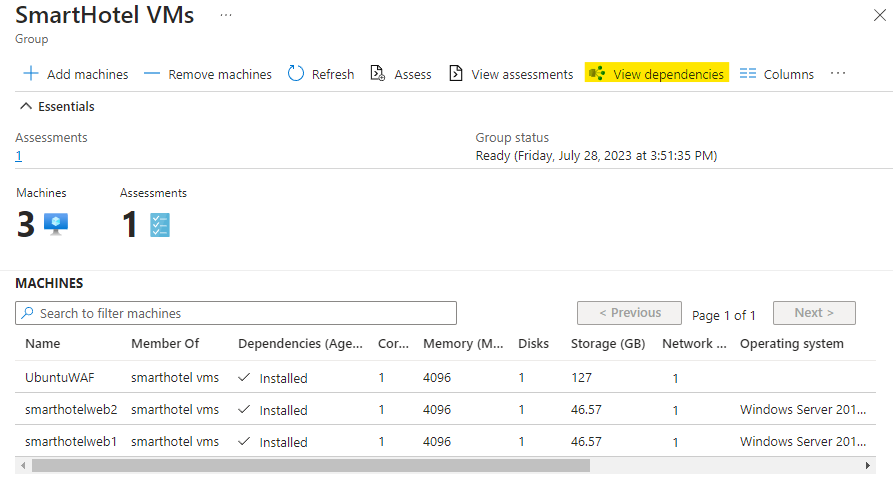 SmartHotel VMs ...
Group
Add machines Remove machines Refresh Assess View assessments View dependencies Columns ...
Essentials
Assessments Group status
1 Ready (Friday, July 28, 2023 at 3:51:35 PM)
Machines Assessments
3 1
MACHINES
Search to filter machines < Previous Page 1 of 1 Next >
Name Member Of Dependencies (Age... Cor... Memory (M... Disks Storage (GB) Network ... Operating system
UbuntuWAF smarthotel vms Installed 1 4096 1 127 1
smarthotelweb2 smarthotel vms Installed 1 4096 1 46.57 1 Windows Server 201...
smarthotelweb1 smarthotel vms Installed 1 4096 1 46.57 1 Windows Server 201...